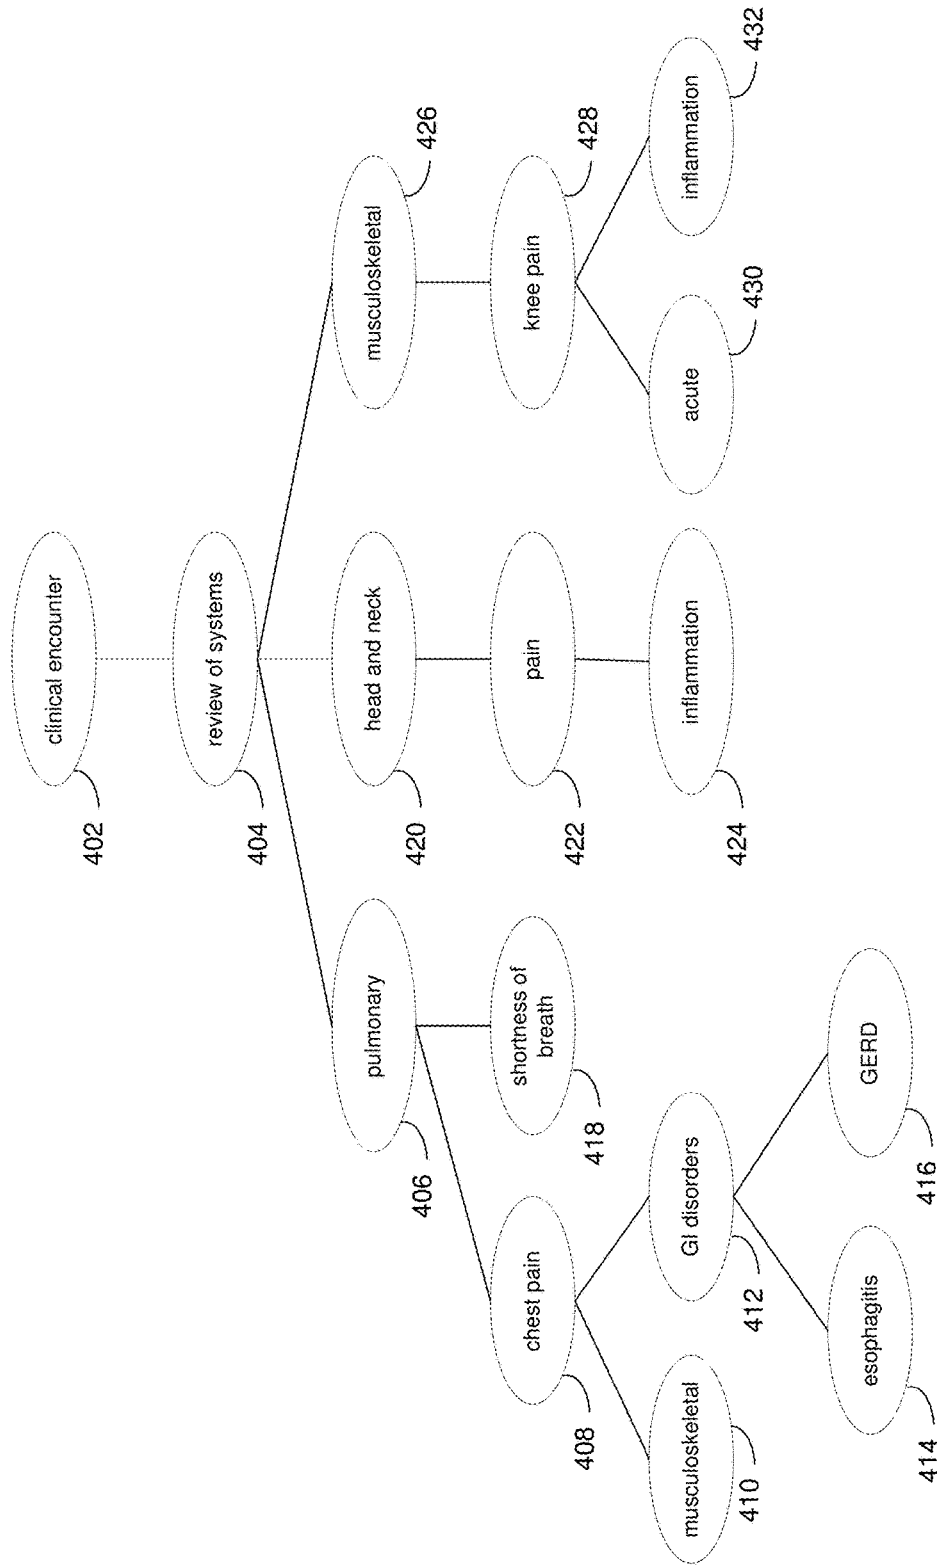 clinical encounter
402
review of systems
404
pulmonary
406
head and neck
420
musculoskeletal
426
chest pain
408
shortness of
breath
418
pain
422
knee pain
428
musculoskeletal
410
GI disorders
412
inflammation
424
acute
430
inflammation
432
esophagitis
414
GERD
416